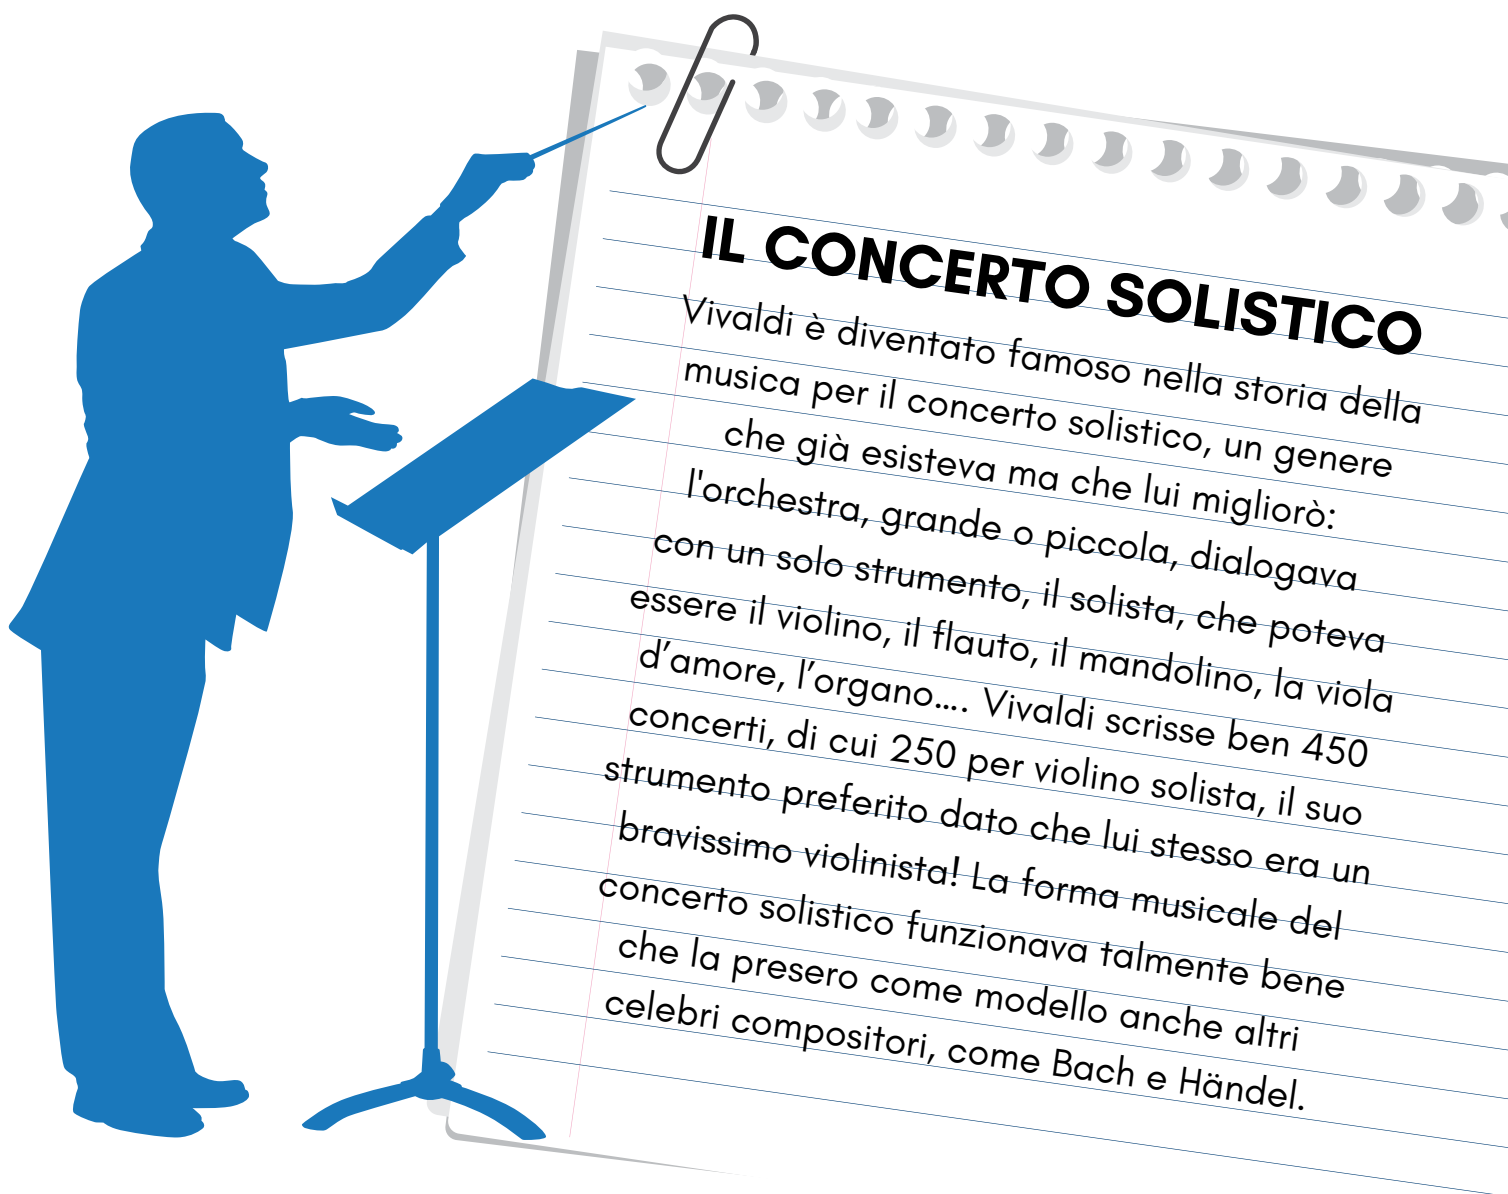 IL CONCERTO SOLISTICO
Vivaldi è diventato famoso nella storia della
musica per il concerto solistico, un genere
che già esisteva ma che lui migliorò:
l'orchestra, grande o piccola, dialogava
con un solo strumento, il solista, che poteva
essere il violino, il flauto, il mandolino, la viola
d’amore, l’organo…. Vivaldi scrisse ben 450
concerti, di cui 250 per violino solista, il suo
strumento preferito dato che lui stesso era un
bravissimo violinista! La forma musicale del
concerto solistico funzionava talmente bene
che la presero come modello anche altri
celebri compositori, come Bach e Händel.